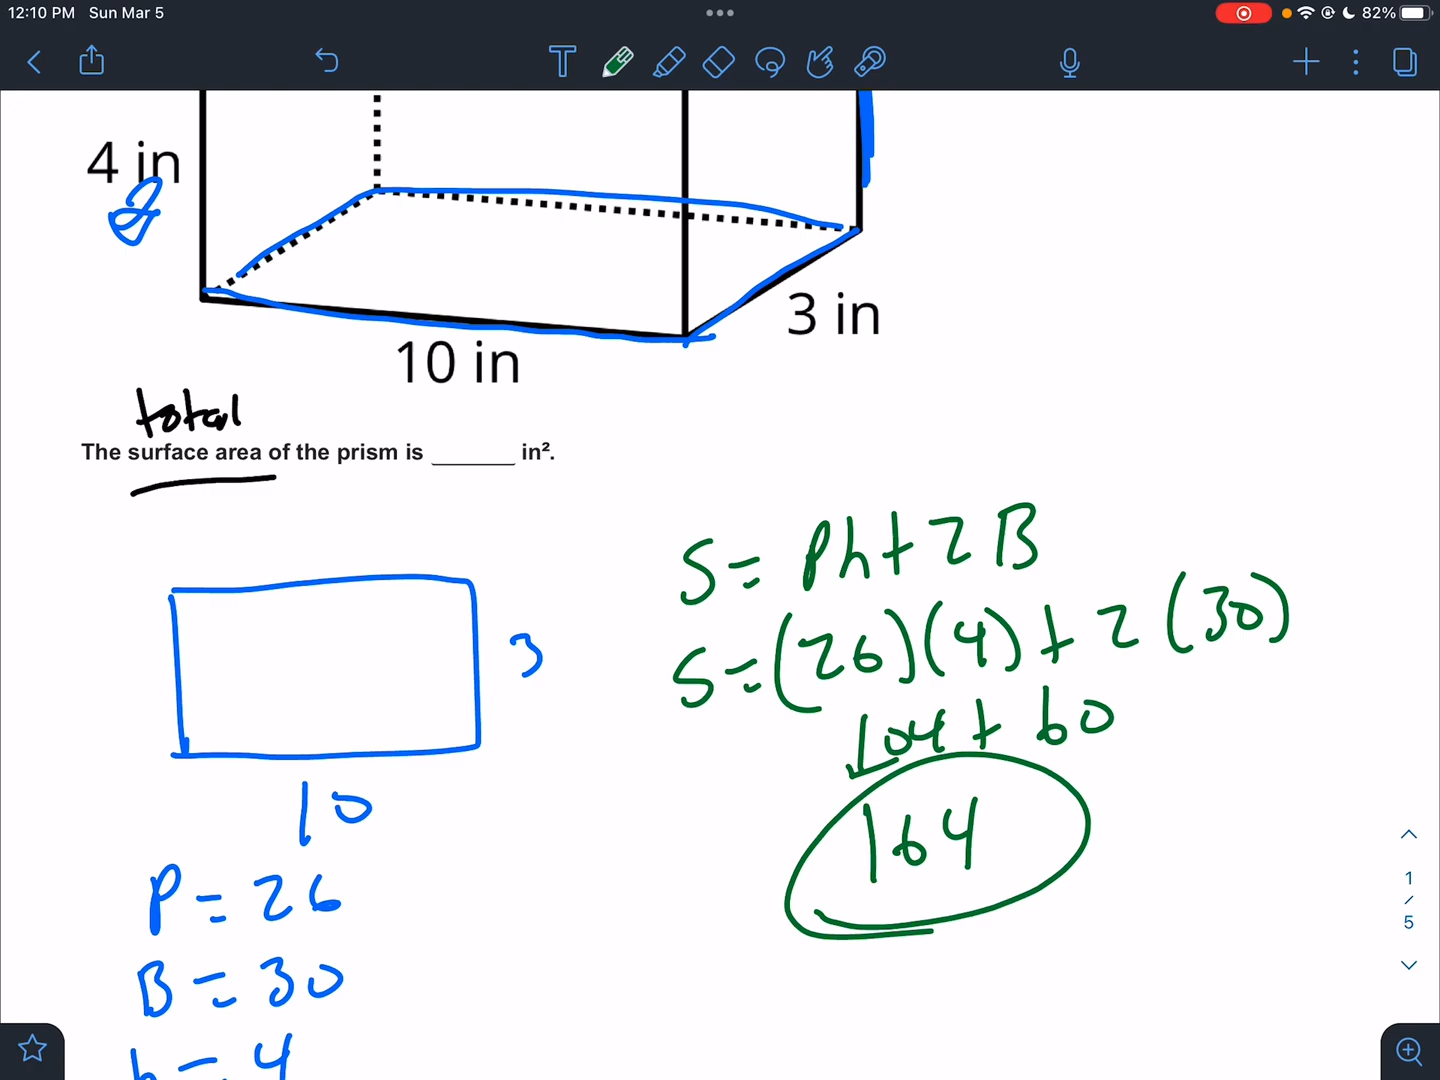 12:10 PM Sun Mar 5
82%
4 in
3 in
10 in
total
The surface area of the prism is ______ in².
S = Ph + 2B
S = (26)(4) + 2(30)
104 + 60
164
3
10
P = 26
B = 30
h = 4
1
/
5